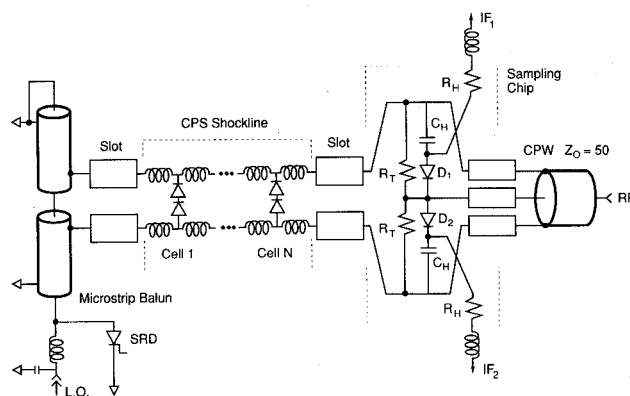 IF1
RH
Sampling
Chip
CPS Shockline
Slot
Slot
CH
CPW Z0 = 50
RT
D1
RF
D2
RT
CH
Cell 1
Cell N
RH
Microstrip Balun
SRD
IF2
L.O.